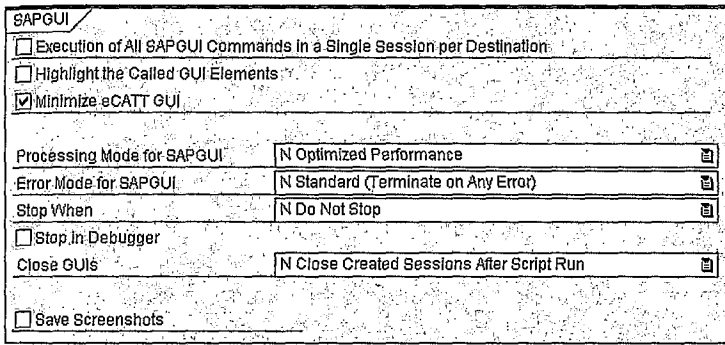 SAPGUI
Execution of All SAPGUI Commands in a Single Session per Destination
Highlight the Called GUI Elements
Minimize eCATT GUI
Processing Mode for SAPGUI N Optimized Performance
Error Mode for SAPGUI N Standard (Terminate on Any Error)
Stop When N Do Not Stop
Stop in Debugger
Close GUIs N Close Created Sessions After Script Run
Save Screenshots